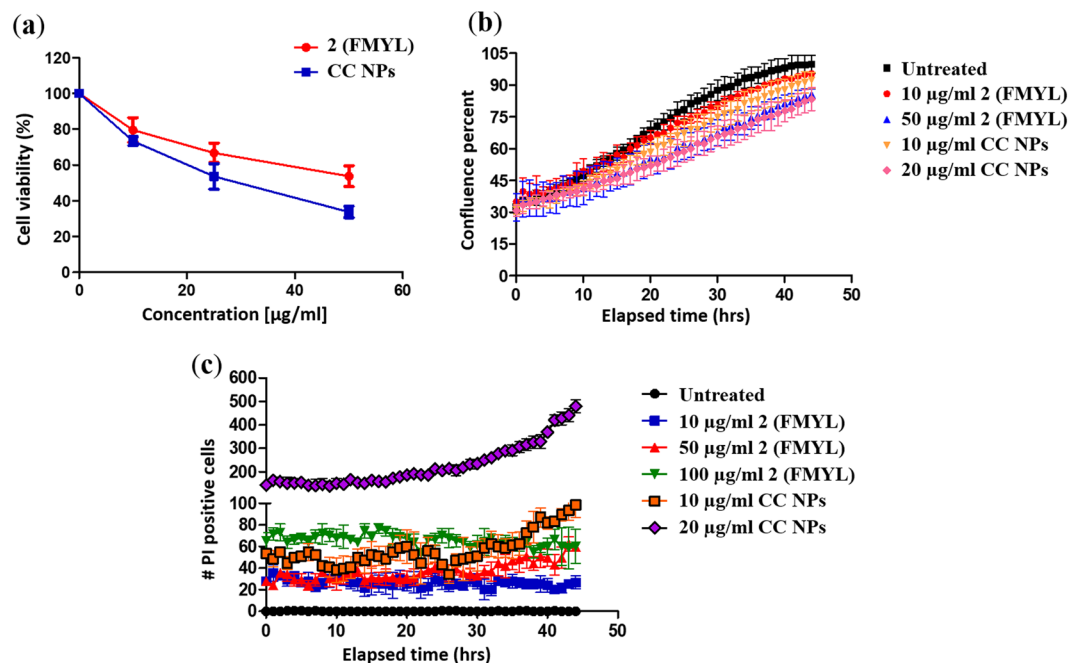 (a)
2 (FMYL)
CC NPs
120
100
80
60
40
20
0
0 20 40 60
Cell viability (%)
Concentration [µg/ml]
(b)
105
90
75
60
45
30
15
0
0 10 20 30 40 50
Confluence percent
Elapsed time (hrs)
Untreated
10 µg/ml 2 (FMYL)
50 µg/ml 2 (FMYL)
10 µg/ml CC NPs
20 µg/ml CC NPs
(c)
600
500
400
300
200
100
80
60
40
20
0
0 10 20 30 40 50
# PI positive cells
Elapsed time (hrs)
Untreated
10 µg/ml 2 (FMYL)
50 µg/ml 2 (FMYL)
100 µg/ml 2 (FMYL)
10 µg/ml CC NPs
20 µg/ml CC NPs